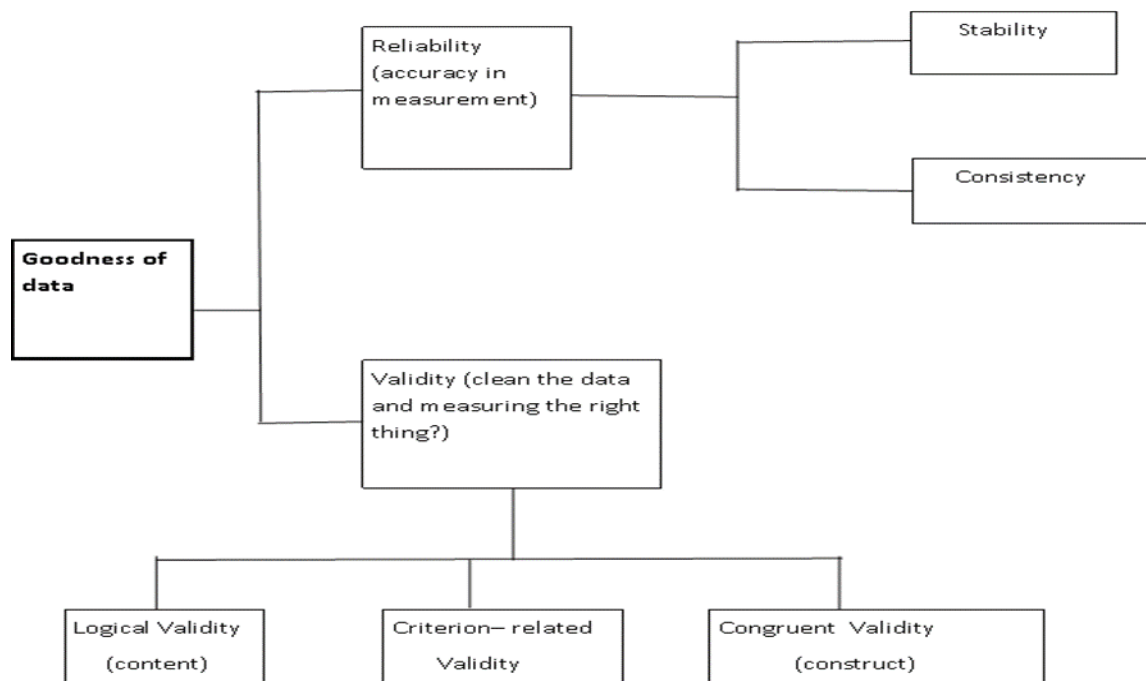 Reliability
(accuracy in
measurement)
Stability
Consistency
Goodness of
data
Validity (clean the data
and measuring the right
thing?)
Logical Validity
(content)
Criterion– related
Validity
Congruent Validity
(construct)